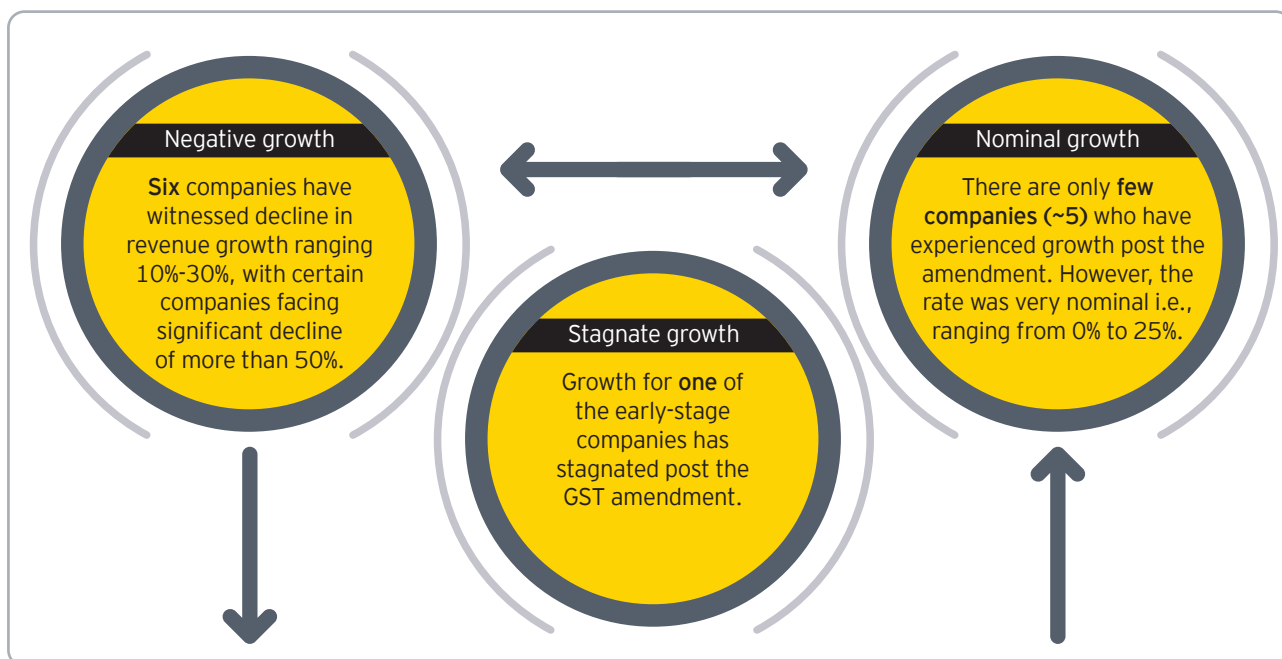 Negative growth
Six companies have
witnessed decline in
revenue growth ranging
10%-30%, with certain
companies facing
significant decline
of more than 50%.
Stagnate growth
Growth for one of
the early-stage
companies has
stagnated post the
GST amendment.
Nominal growth
There are only few
companies (~5) who have
experienced growth post the
amendment. However, the
rate was very nominal i.e.,
ranging from 0% to 25%.